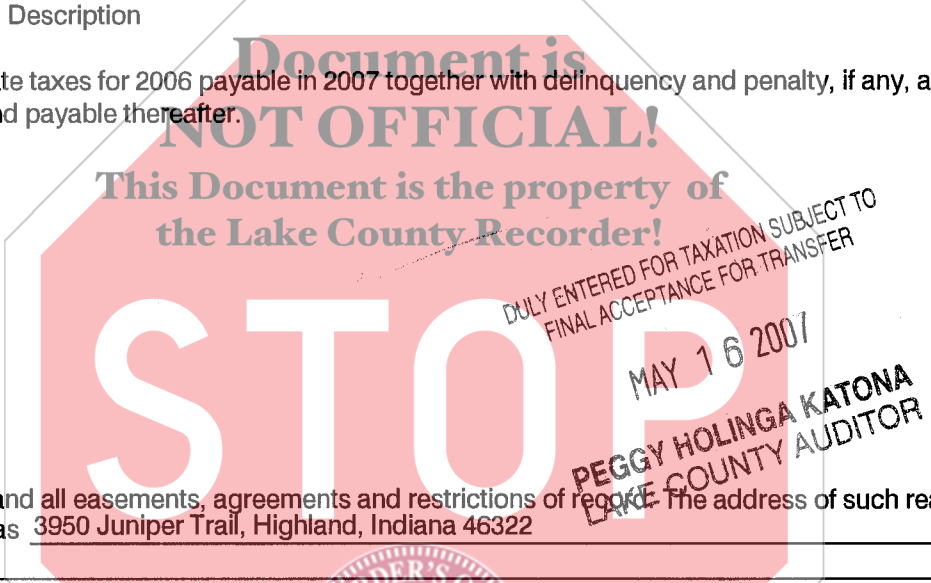 Description
Document is
te taxes for 2006 payable in 2007 together with delinquency and penalty, if any, a
d payable thereafter.
NOT OFFICIAL!
This Document is the property of
the Lake County Recorder!
DULY ENTERED FOR TAXATION SUBJECT TO
FINAL ACCEPTANCE FOR TRANSFER
MAY 16 2007
STOP
PEGGY HOLINGA KATONA
LAKE COUNTY AUDITOR
nd all easements, agreements and restrictions of record. The address of such rea
as 3950 Juniper Trail, Highland, Indiana 46322
DER'S